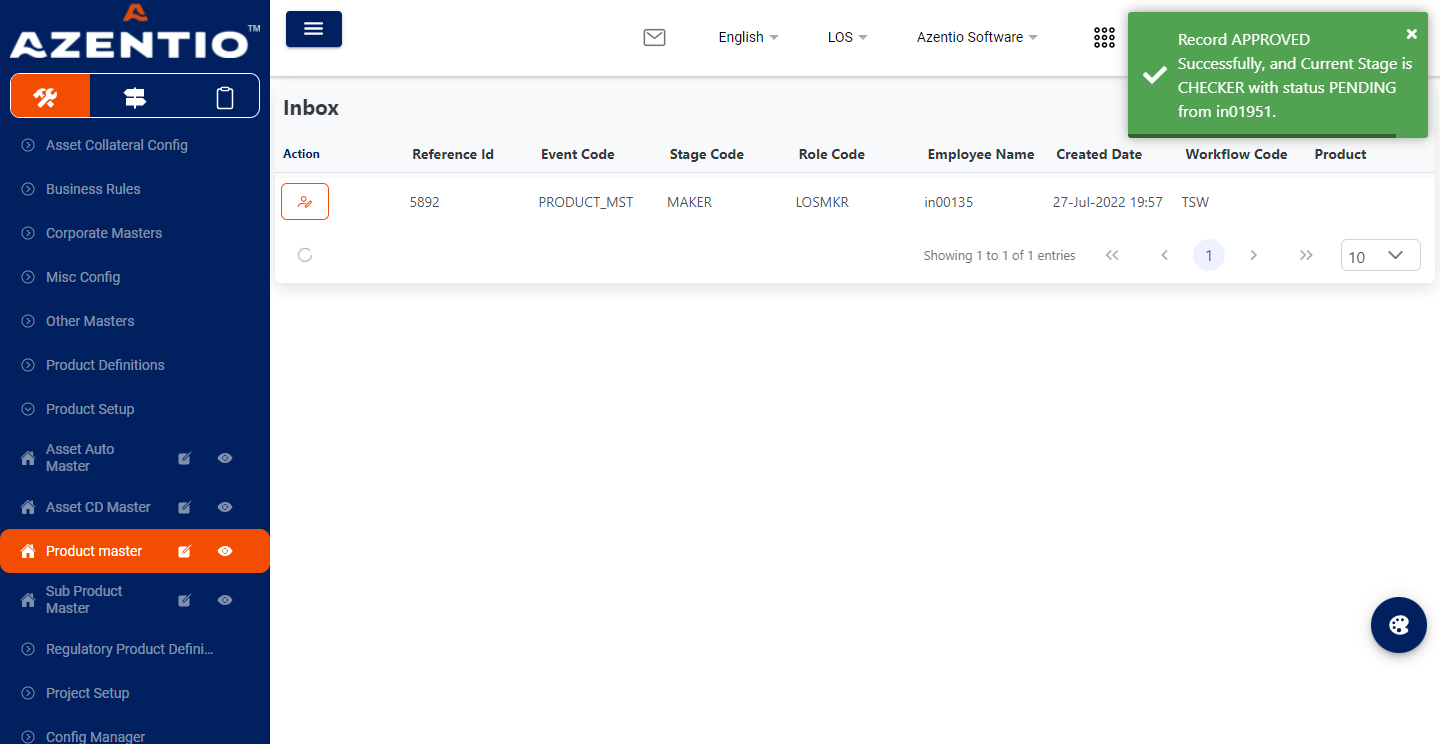 AZENTIO™
English
LOS
Azentio Software
Record APPROVED
Successfully, and Current Stage is
CHECKER with status PENDING
from in01951.
Asset Collateral Config
Business Rules
Corporate Masters
Misc Config
Other Masters
Product Definitions
Product Setup
Asset Auto
Master
Asset CD Master
Product master
Sub Product
Master
Regulatory Product Defini...
Project Setup
Config Manager
Inbox
Action Reference Id Event Code Stage Code Role Code Employee Name Created Date Workflow Code Product
5892 PRODUCT_MST MAKER LOSMKR in00135 27-Jul-2022 19:57 TSW
Showing 1 to 1 of 1 entries
1
10